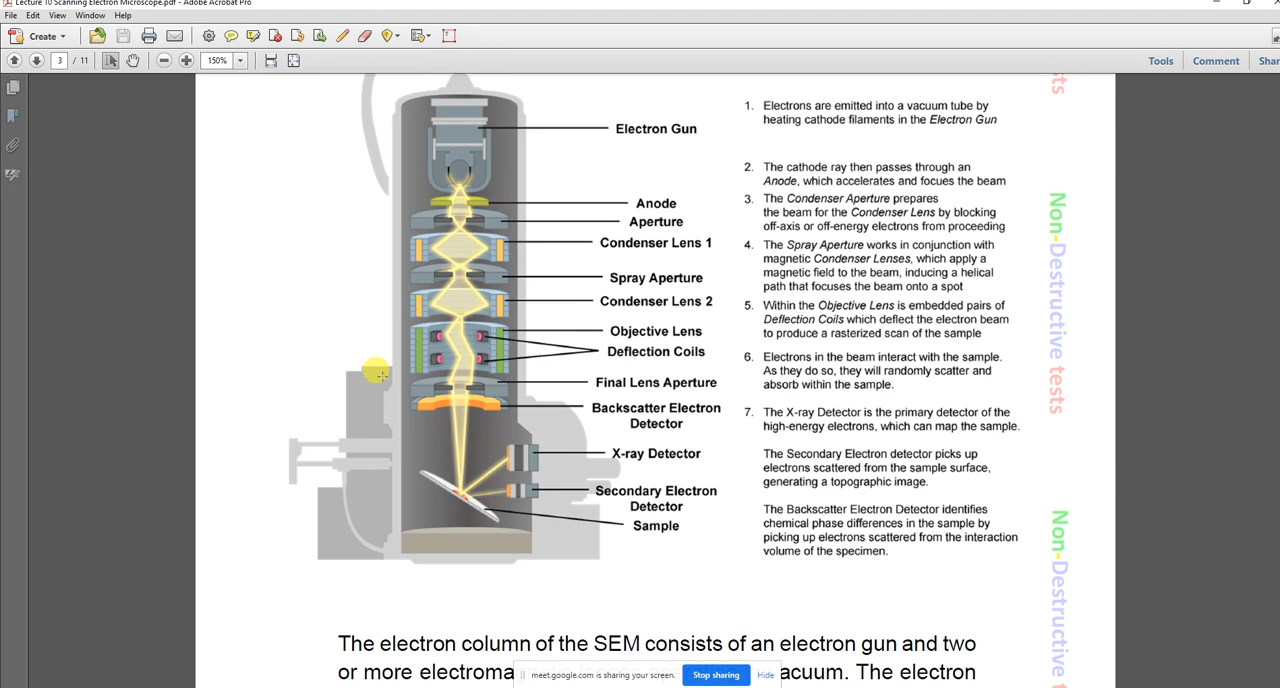 Lecture 10 Scanning Electron Microscope.pdf - Adobe Acrobat Pro
File Edit View Window Help
Create
3 / 11
150%
Tools
Comment
Electron Gun
Anode
Aperture
Condenser Lens 1
Spray Aperture
Condenser Lens 2
Objective Lens
Deflection Coils
Final Lens Aperture
Backscatter Electron
Detector
X-ray Detector
Secondary Electron
Detector
Sample
1. Electrons are emitted into a vacuum tube by
heating cathode filaments in the Electron Gun
2. The cathode ray then passes through an
Anode, which accelerates and focues the beam
3. The Condenser Aperture prepares
the beam for the Condenser Lens by blocking
off-axis or off-energy electrons from proceeding
4. The Spray Aperture works in conjunction with
magnetic Condenser Lenses, which apply a
magnetic field to the beam, inducing a helical
path that focuses the beam onto a spot
5. Within the Objective Lens is embedded pairs of
Deflection Coils which deflect the electron beam
to produce a rasterized scan of the sample
6. Electrons in the beam interact with the sample.
As they do so, they will randomly scatter and
absorb within the sample.
7. The X-ray Detector is the primary detector of the
high-energy electrons, which can map the sample.
The Secondary Electron detector picks up
electrons scattered from the sample surface,
generating a topographic image.
The Backscatter Electron Detector identifies
chemical phase differences in the sample by
picking up electrons scattered from the interaction
volume of the specimen.
Non-Destructive tests
Non-Destructive
The electron column of the SEM consists of an electron gun and two
or more vacuum. The electron
meet.google.com is sharing your screen.
Stop sharing
Hide